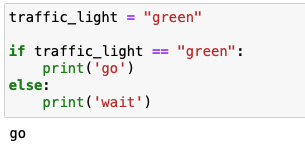 traffic_light = "green"
if traffic_light == "green":
    print('go')
else:
    print('wait')
go